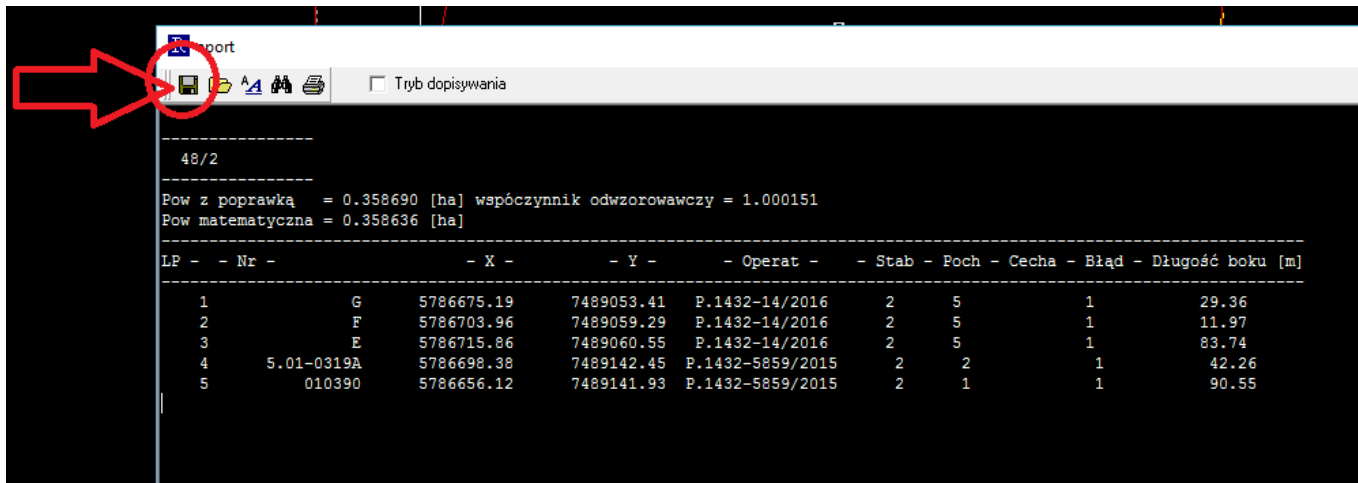 Raport
Tryb dopisywania
----------------
48/2
----------------
Pow z poprawką = 0.358690 [ha] wspóczynnik odwzorowawczy = 1.000151
Pow matematyczna = 0.358636 [ha]
LP - - Nr - - X - - Y - - Operat - - Stab - Poch - Cecha - Błąd - Długość boku [m]
1 G 5786675.19 7489053.41 P.1432-14/2016 2 5 1 29.36
2 F 5786703.96 7489059.29 P.1432-14/2016 2 5 1 11.97
3 E 5786715.86 7489060.55 P.1432-14/2016 2 5 1 83.74
4 5.01-0319A 5786698.38 7489142.45 P.1432-5859/2015 2 2 1 42.26
5 010390 5786656.12 7489141.93 P.1432-5859/2015 2 1 1 90.55